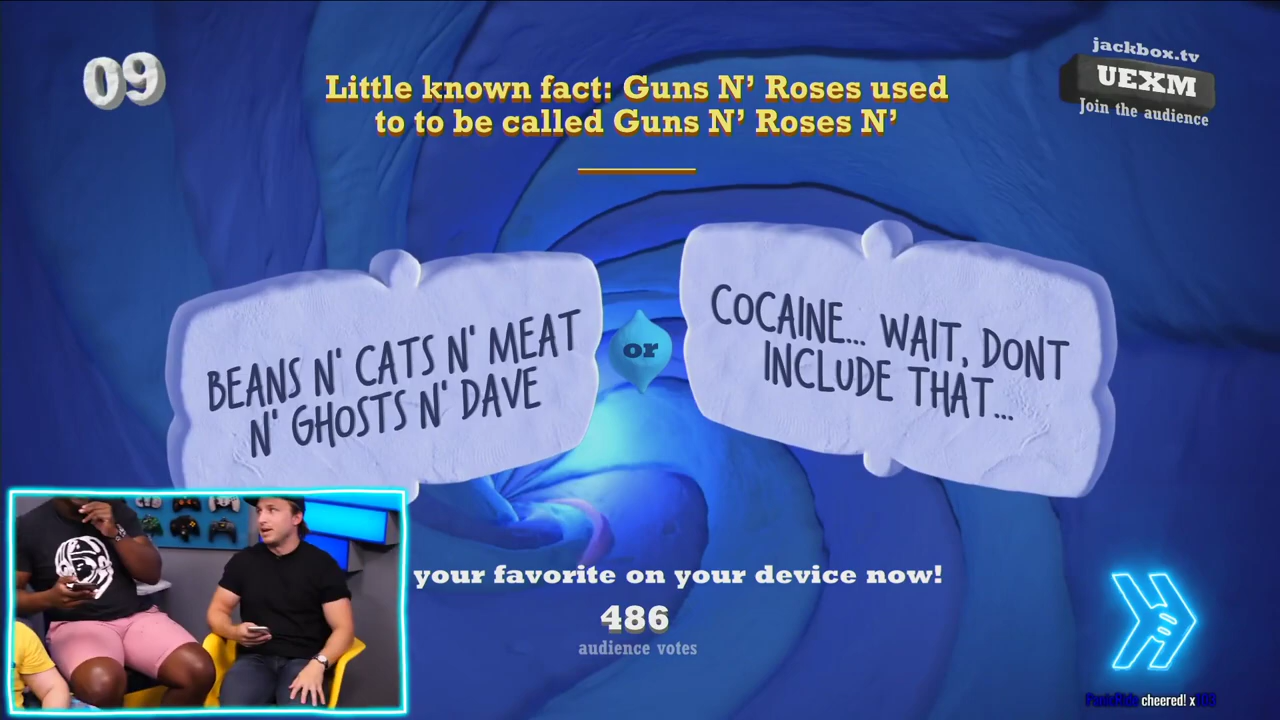 09
Little known fact: Guns N' Roses used
to to be called Guns N' Roses N'
jackbox.tv
UEXM
Join the audience
BEANS N' CATS N' MEAT
N' GHOSTS N' DAVE
or
COCAINE... WAIT, DONT
INCLUDE THAT...
your favorite on your device now!
486
audience votes
cheered! x